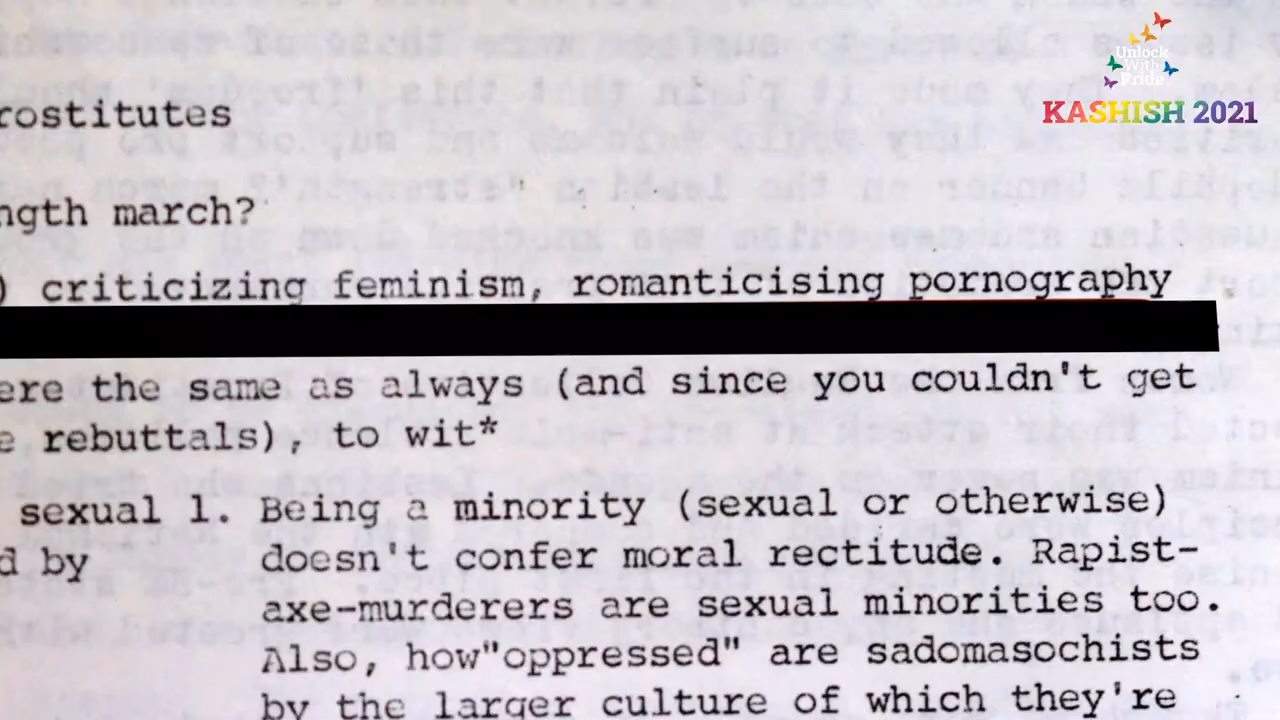 Unlock
With
Pride
KASHISH 2021
rostitutes
ngth march?
) criticizing feminism, romanticising pornography
ere the same as always (and since you couldn't get
e rebuttals), to wit*
sexual 1. Being a minority (sexual or otherwise)
d by doesn't confer moral rectitude. Rapist-
axe-murderers are sexual minorities too.
Also, how"oppressed" are sadomasochists
by the larger culture of which they're